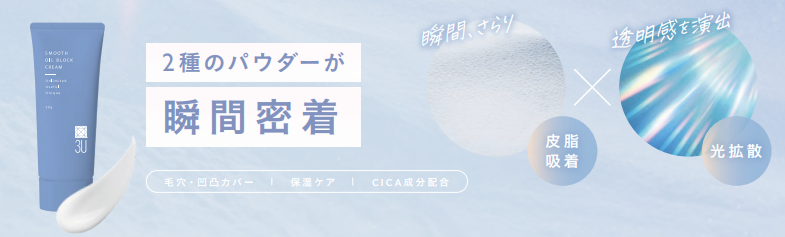 SMOOTH
OIL BLOCK
CREAM
3U
2種のパウダーが
瞬間密着
毛穴・凹凸カバー | 保湿ケア | CICA成分配合
瞬間、さらり
皮脂
吸着
透明感を演出
光拡散